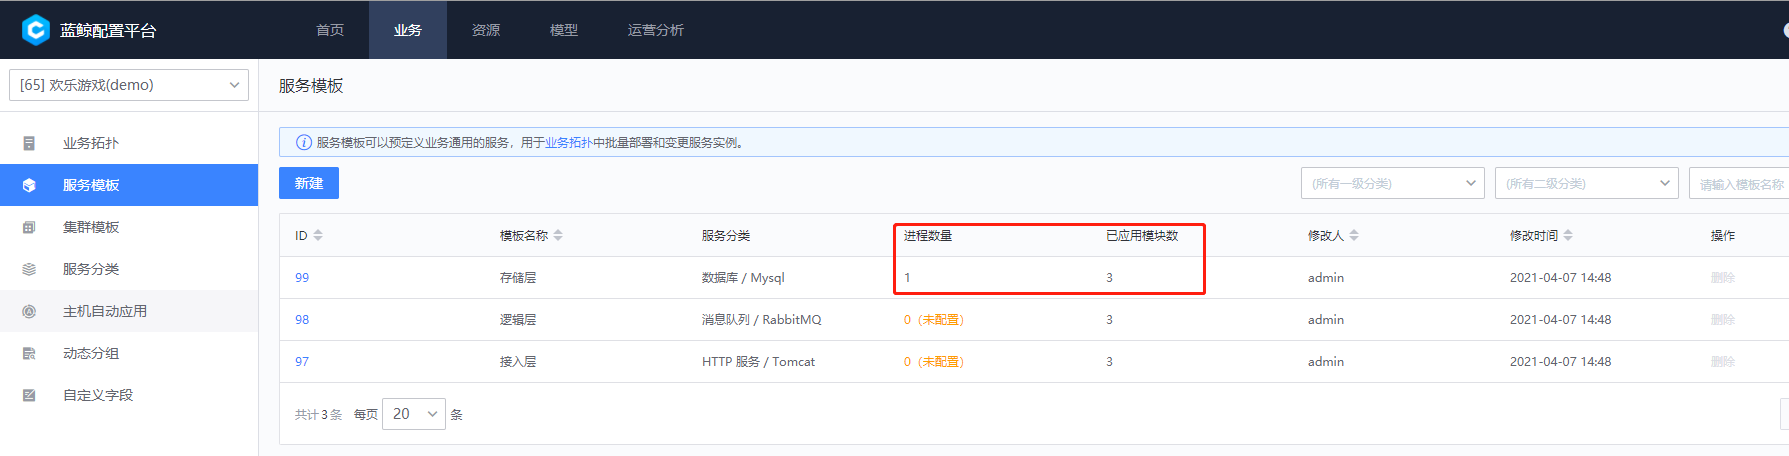 蓝鲸配置平台 首页 业务 资源 模型 运营分析
[65] 欢乐游戏(demo)
服务模板
业务拓扑
服务模板
集群模板
服务分类
主机自动应用
动态分组
自定义字段
服务模板可以预定义业务通用的服务，用于业务拓扑中批量部署和变更服务实例。
新建 (所有一级分类) (所有二级分类) 请输入模板名称
ID 模板名称 服务分类 进程数量 已应用模块数 修改人 修改时间 操作
99 存储层 数据库 / Mysql 1 3 admin 2021-04-07 14:48 删除
98 逻辑层 消息队列 / RabbitMQ 0 (未配置) 3 admin 2021-04-07 14:48 删除
97 接入层 HTTP 服务 / Tomcat 0 (未配置) 3 admin 2021-04-07 14:48 删除
共计 3 条 每页 20 条